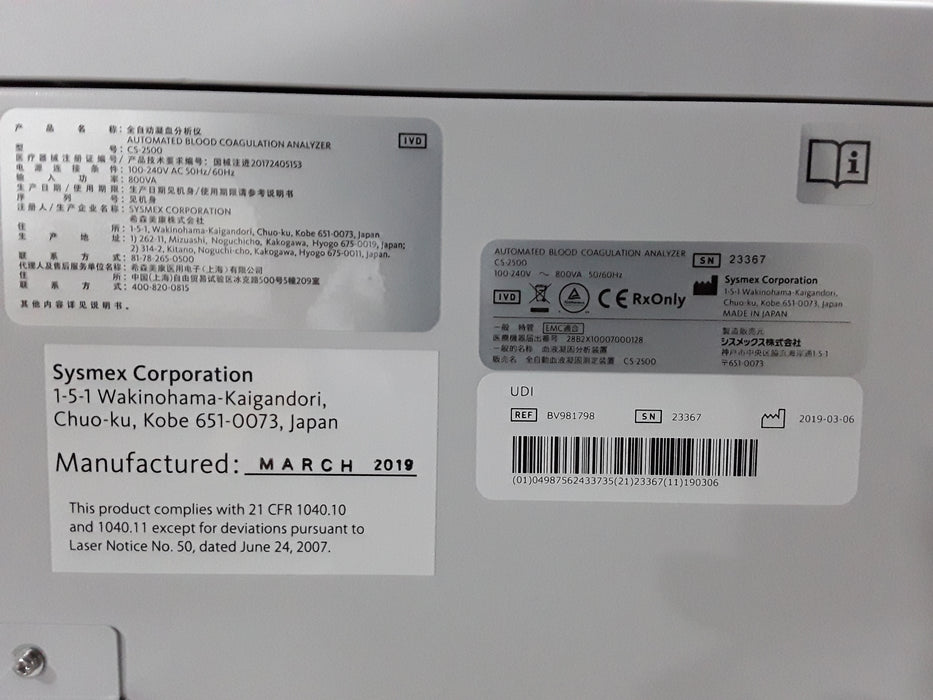 产品名称：全自动凝血分析仪
AUTOMATED BLOOD COAGULATION ANALYZER
IVD
型号：CS-2500
医疗器械注册证编号/产品技术要求编号：国械注进20172405153
电源连接条件：100-240V AC 50Hz/60Hz
输入功率：800VA
生产日期/使用期限：生产日期见机身/使用期限请参考说明书
序列号：见机身
注册人/生产企业名称：SYSMEX CORPORATION
希森美康株式会社
住所：1-5-1, Wakinohama-Kaigandori, Chuo-ku, Kobe 651-0073, Japan
生产地址：1) 262-11, Mizuashi, Noguchicho, Kakogawa, Hyogo 675-0019, Japan;
2) 314-2, Kitano, Noguchi-cho, Kakogawa, Hyogo 675-0011, Japan.
联系方式：81-78-265-0500
代理人及售后服务单位名称：希森美康医用电子(上海)有限公司
住所：中国(上海)自由贸易试验区冰克路500号5幢209室
联系方式：400-820-0815
其他内容详见说明书。
Sysmex Corporation
1-5-1 Wakinohama-Kaigandori,
Chuo-ku, Kobe 651-0073, Japan
Manufactured: MARCH 2019
This product complies with 21 CFR 1040.10
and 1040.11 except for deviations pursuant to
Laser Notice No. 50, dated June 24, 2007.
AUTOMATED BLOOD COAGULATION ANALYZER
CS-2500
100-240V ～ 800VA 50/60Hz
SN 23367
IVD CE RxOnly
Sysmex Corporation
1-5-1 Wakinohama-Kaigandori,
Chuo-ku, Kobe 651-0073, Japan
MADE IN JAPAN
一般 特管 EMC適合
医療機器届出番号 28B2X10007000128
一般的名称 血液凝固分析装置
販売名 全自動血液凝固測定装置 CS-2500
製造販売元
シスメックス株式会社
神戸市中央区脇浜海岸通1-5-1
〒651-0073
UDI
REF BV981798 SN 23367 2019-03-06
(01)04987562433735(21)23367(11)190306